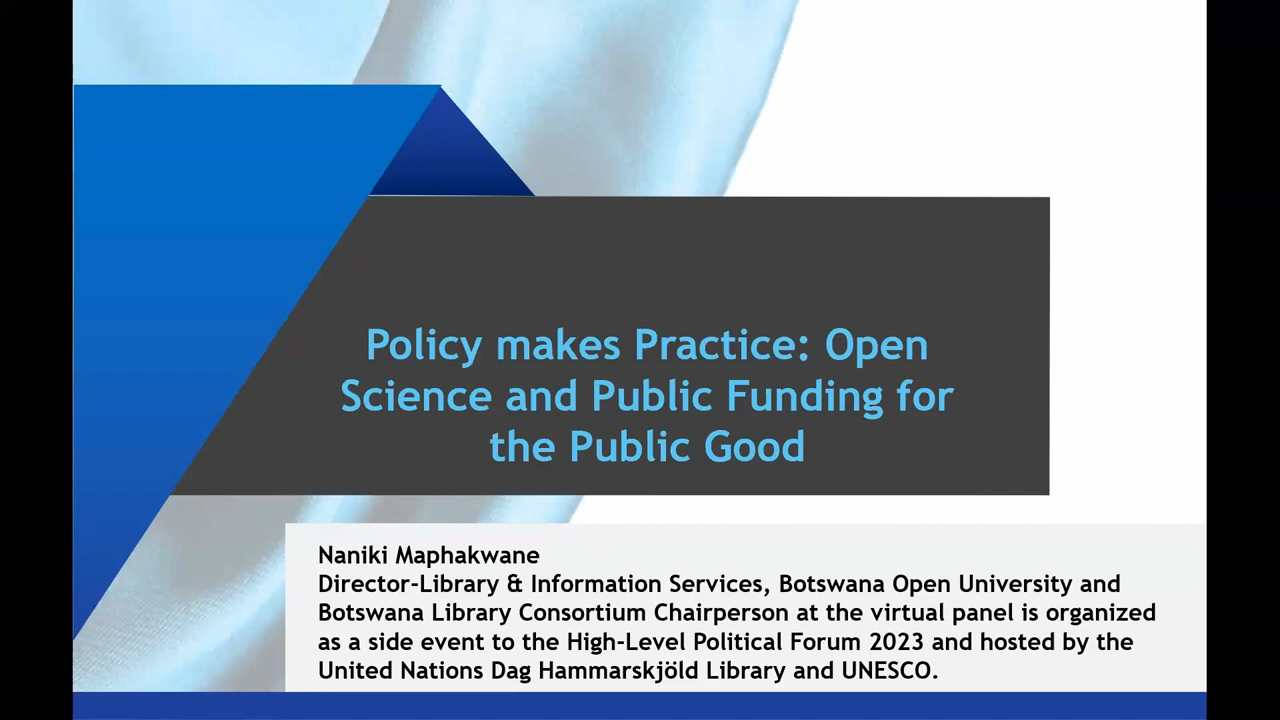 Policy makes Practice: Open
Science and Public Funding for
the Public Good
Naniki Maphakwane
Director-Library & Information Services, Botswana Open University and
Botswana Library Consortium Chairperson at the virtual panel is organized
as a side event to the High-Level Political Forum 2023 and hosted by the
United Nations Dag Hammarskjöld Library and UNESCO.